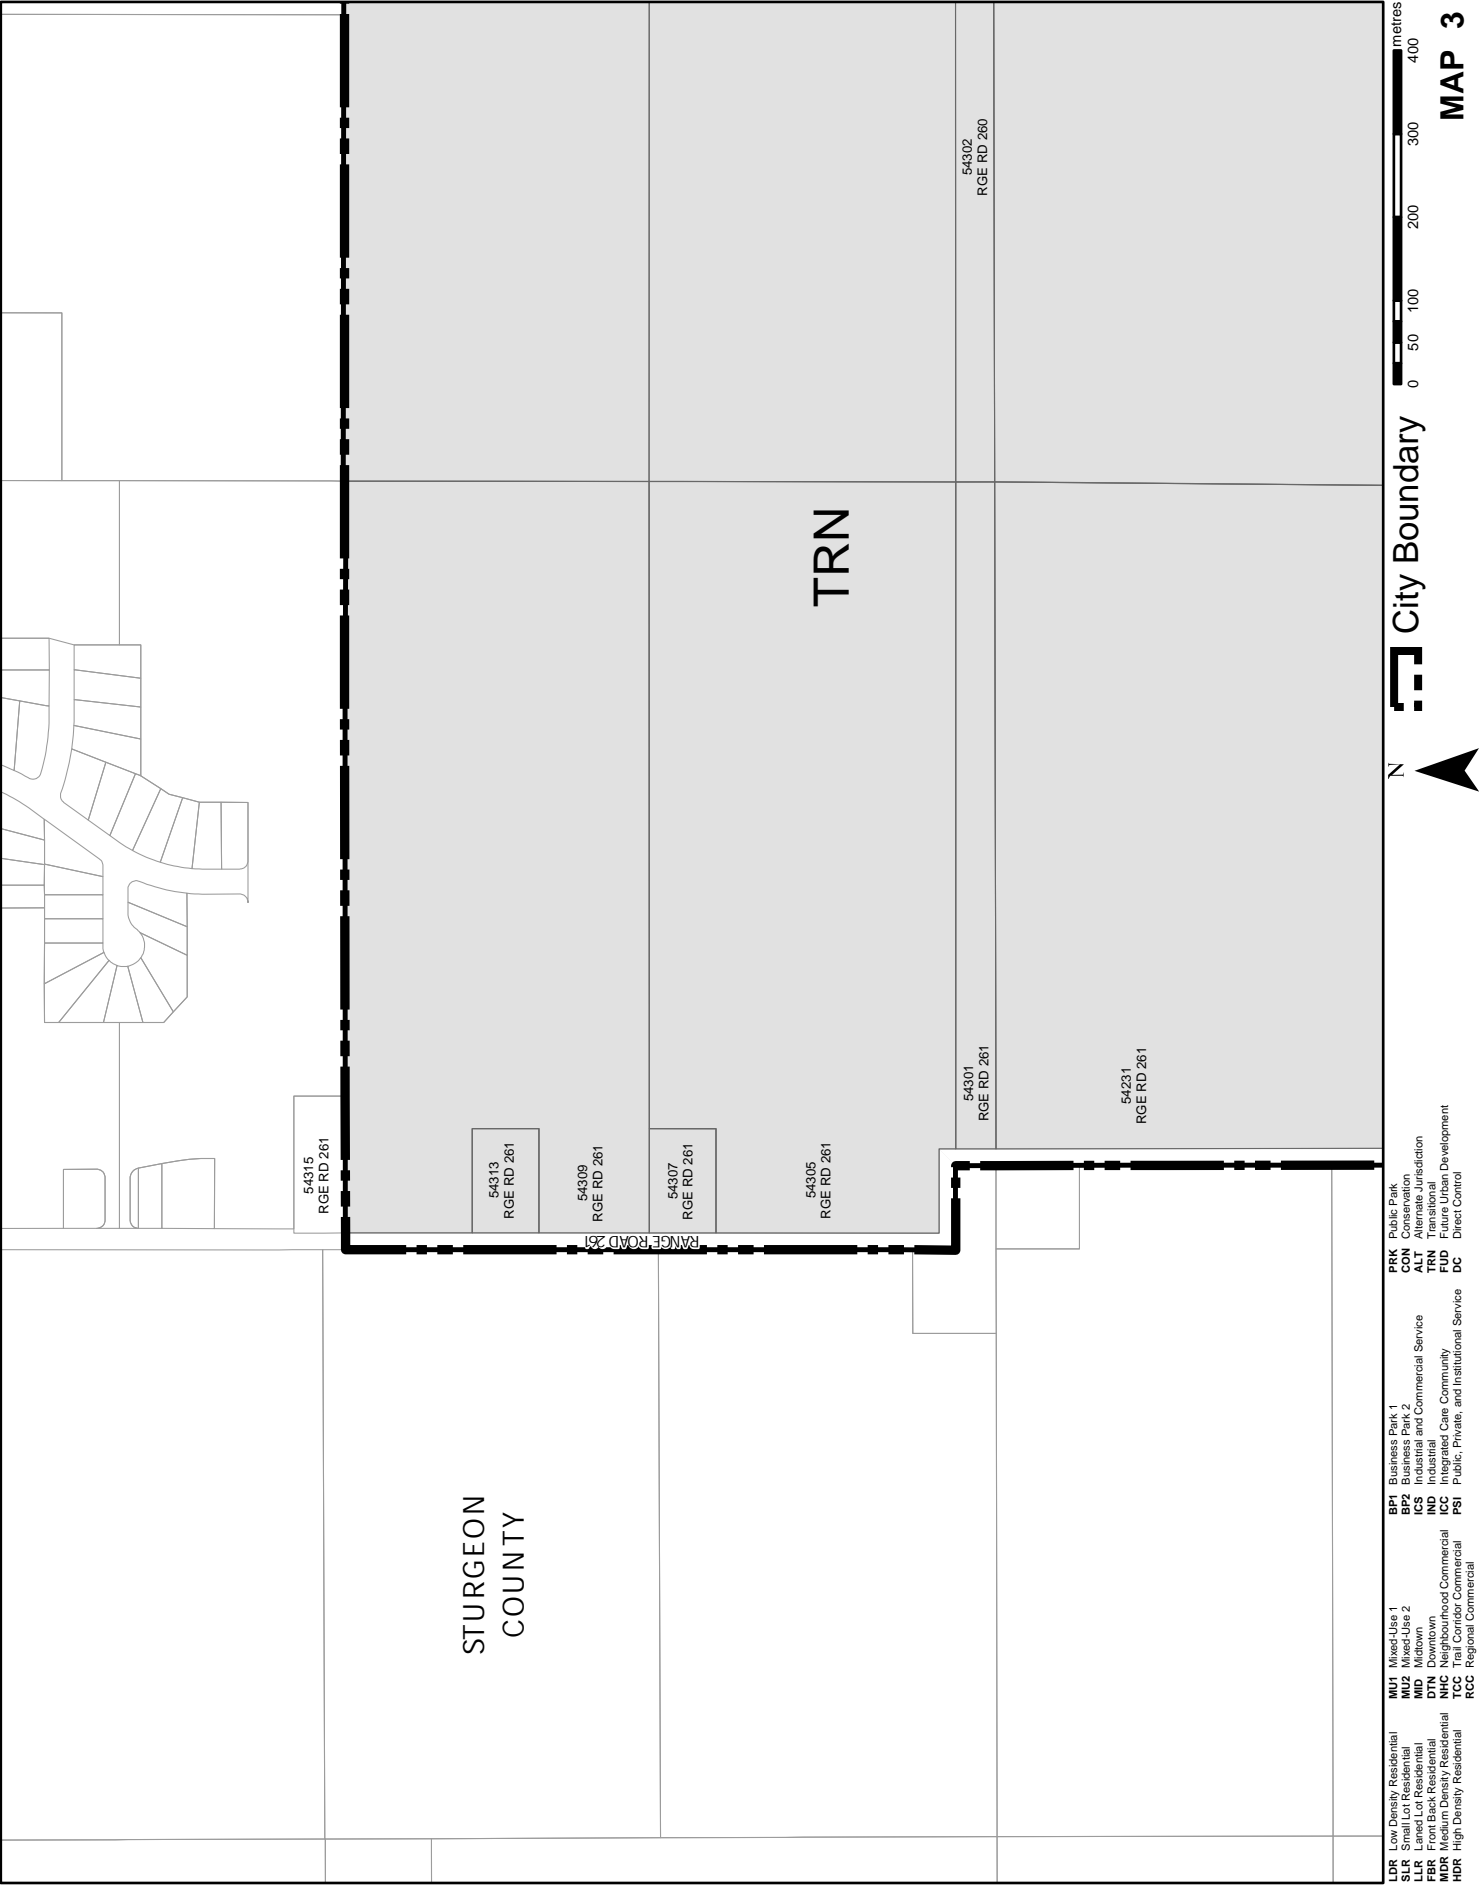 54315
RGE RD 261
54313
RGE RD 261
54309
RGE RD 261
54307
RGE RD 261
54305
RGE RD 261
RANGE ROAD 261
54301
RGE RD 261
54302
RGE RD 260
54231
RGE RD 261
TRN
STURGEON
COUNTY
LDR Low Density Residential
SLR Small Lot Residential
LLR Laned Lot Residential
FBR Front Back Residential
MDR Medium Density Residential
HDR High Density Residential
MU1 Mixed-Use 1
MU2 Mixed-Use 2
MID Midtown
DTN Downtown
NHC Neighbourhood Commercial
TCC Trail Corridor Commercial
RCC Regional Commercial
BP1 Business Park 1
BP2 Business Park 2
ICS Industrial and Commercial Service
IND Industrial
ICC Integrated Care Community
PSI Public, Private, and Institutional Service
PRK Public Park
CON Conservation
ALT Alternate Jurisdiction
TRN Transitional
FUD Future Urban Development
DC Direct Control
N
City Boundary
0 50 100 200 300 400
metres
MAP 3